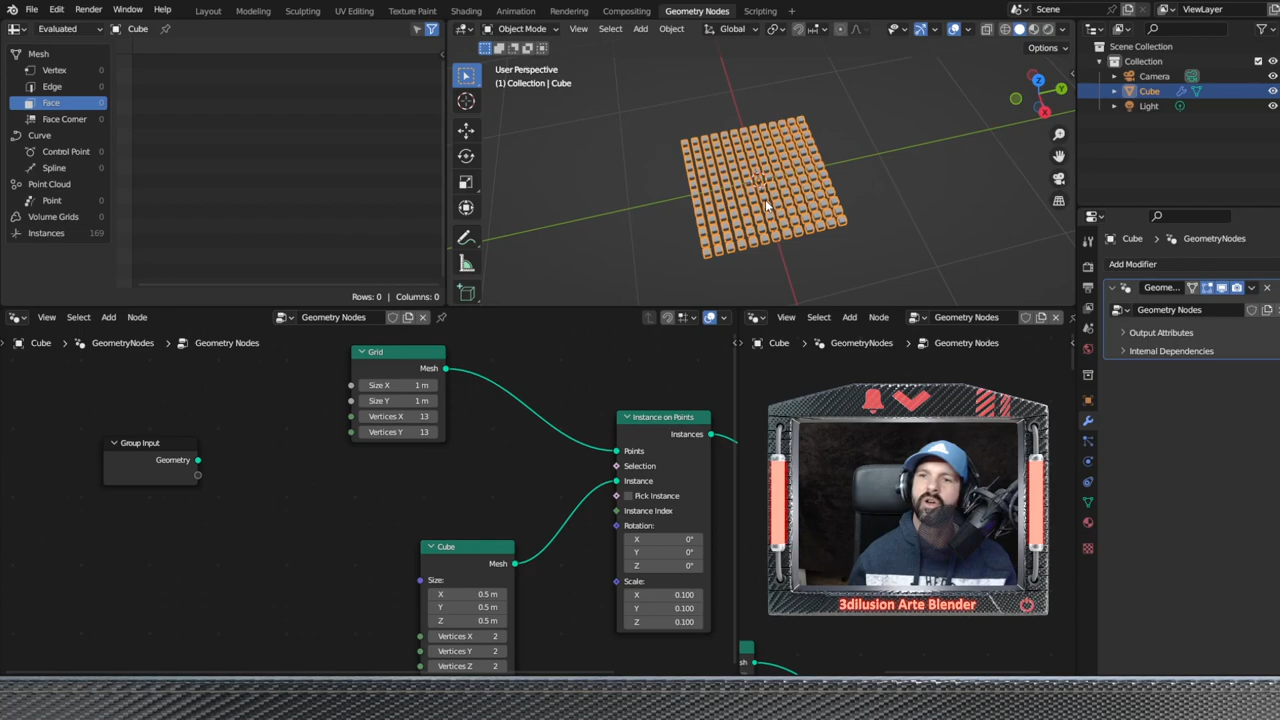 File Edit Render Window Help Layout Modeling Sculpting UV Editing Texture Paint Shading Animation Rendering Compositing Geometry Nodes Scripting + Scene ViewLayer
Evaluated Cube
Mesh
Vertex 0
Edge 0
Face 0
Face Corner 0
Curve
Control Point 0
Spline 0
Point Cloud
Point 0
Volume Grids 0
Instances 169
Rows: 0 | Columns: 0
Object Mode View Select Add Object Global
Options
User Perspective
(1) Collection | Cube
Z
Y
X
Scene Collection
Collection
Camera
Cube
Light
Cube > GeometryNodes
Add Modifier
Geome...
Geometry Nodes
Output Attributes
Internal Dependencies
View Select Add Node Geometry Nodes
Cube > GeometryNodes > Geometry Nodes
Group Input
Geometry
Grid
Mesh
Size X 1 m
Size Y 1 m
Vertices X 13
Vertices Y 13
Cube
Mesh
Size:
X 0.5 m
Y 0.5 m
Z 0.5 m
Vertices X 2
Vertices Y 2
Vertices Z 2
Instance on Points
Instances
Points
Selection
Instance
Pick Instance
Instance Index
Rotation:
X 0°
Y 0°
Z 0°
Scale:
X 0.100
Y 0.100
Z 0.100
View Select Add Node Geometry Nodes
Cube > GeometryNodes > Geometry Nodes
sh
3dilusion Arte Blender